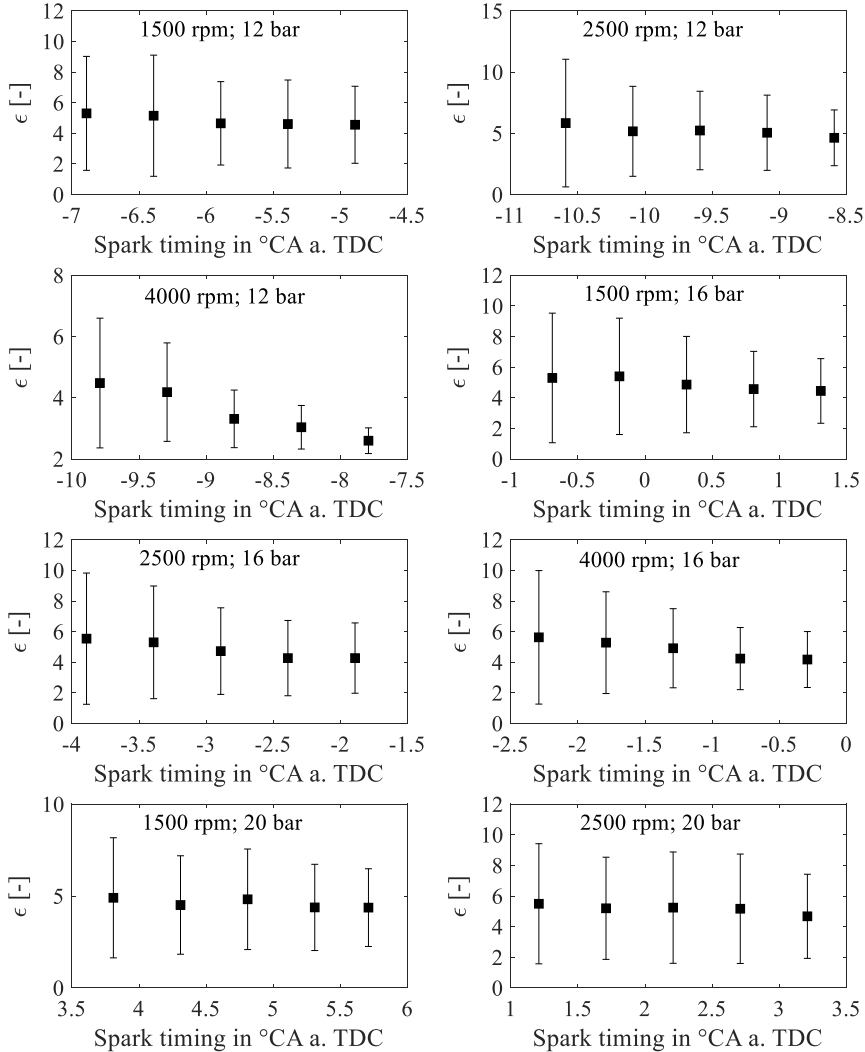 1500 rpm; 12 bar
12
10
8
6
4
2
0
ϵ [-]
-7 -6.5 -6 -5.5 -5 -4.5
Spark timing in °CA a. TDC
2500 rpm; 12 bar
15
10
5
0
ϵ [-]
-11 -10.5 -10 -9.5 -9 -8.5
Spark timing in °CA a. TDC
4000 rpm; 12 bar
8
6
4
2
ϵ [-]
-10 -9.5 -9 -8.5 -8 -7.5
Spark timing in °CA a. TDC
1500 rpm; 16 bar
12
10
8
6
4
2
0
ϵ [-]
-1 -0.5 0 0.5 1 1.5
Spark timing in °CA a. TDC
2500 rpm; 16 bar
12
10
8
6
4
2
0
ϵ [-]
-4 -3.5 -3 -2.5 -2 -1.5
Spark timing in °CA a. TDC
4000 rpm; 16 bar
12
10
8
6
4
2
0
ϵ [-]
-2.5 -2 -1.5 -1 -0.5 0
Spark timing in °CA a. TDC
1500 rpm; 20 bar
10
5
0
ϵ [-]
3.5 4 4.5 5 5.5 6
Spark timing in °CA a. TDC
2500 rpm; 20 bar
12
10
8
6
4
2
0
ϵ [-]
1 1.5 2 2.5 3 3.5
Spark timing in °CA a. TDC